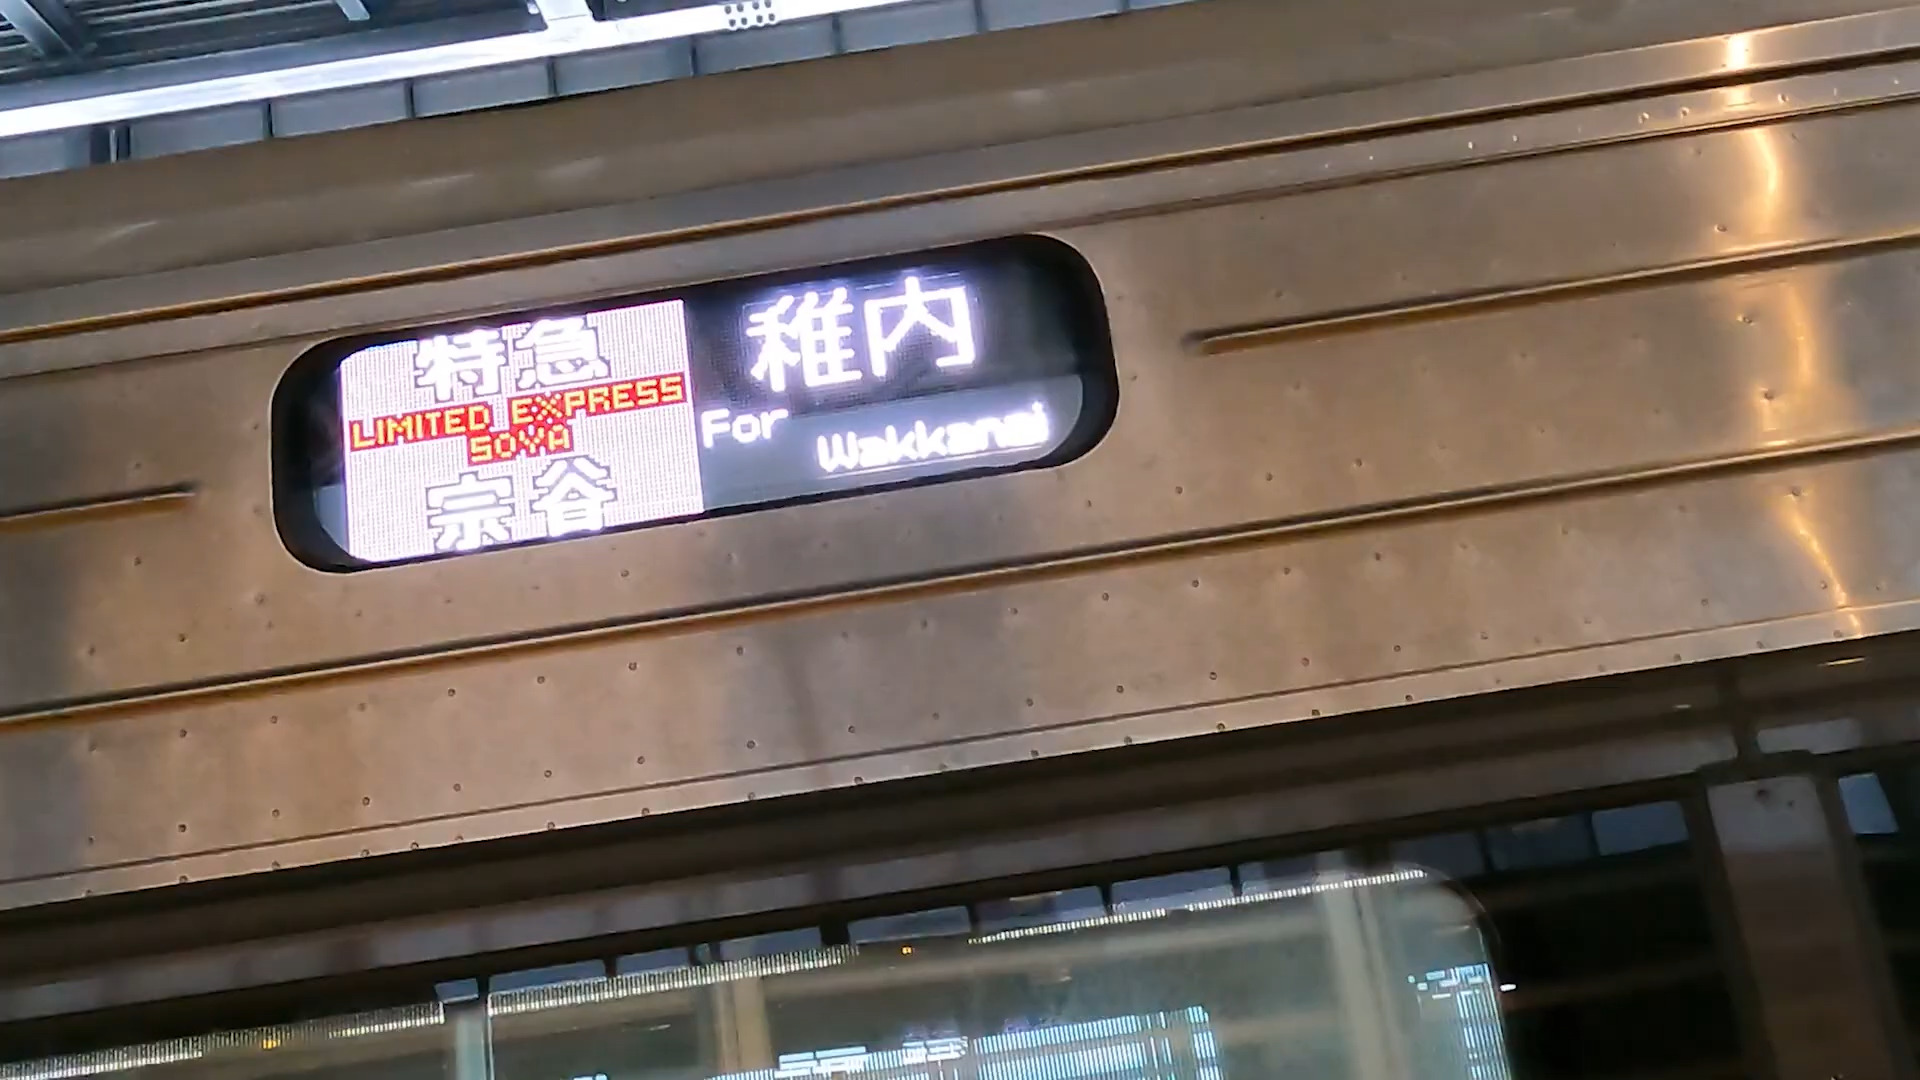 特急
LIMITED EXPRESS
SOYA
宗谷
稚内
For
Wakkanai